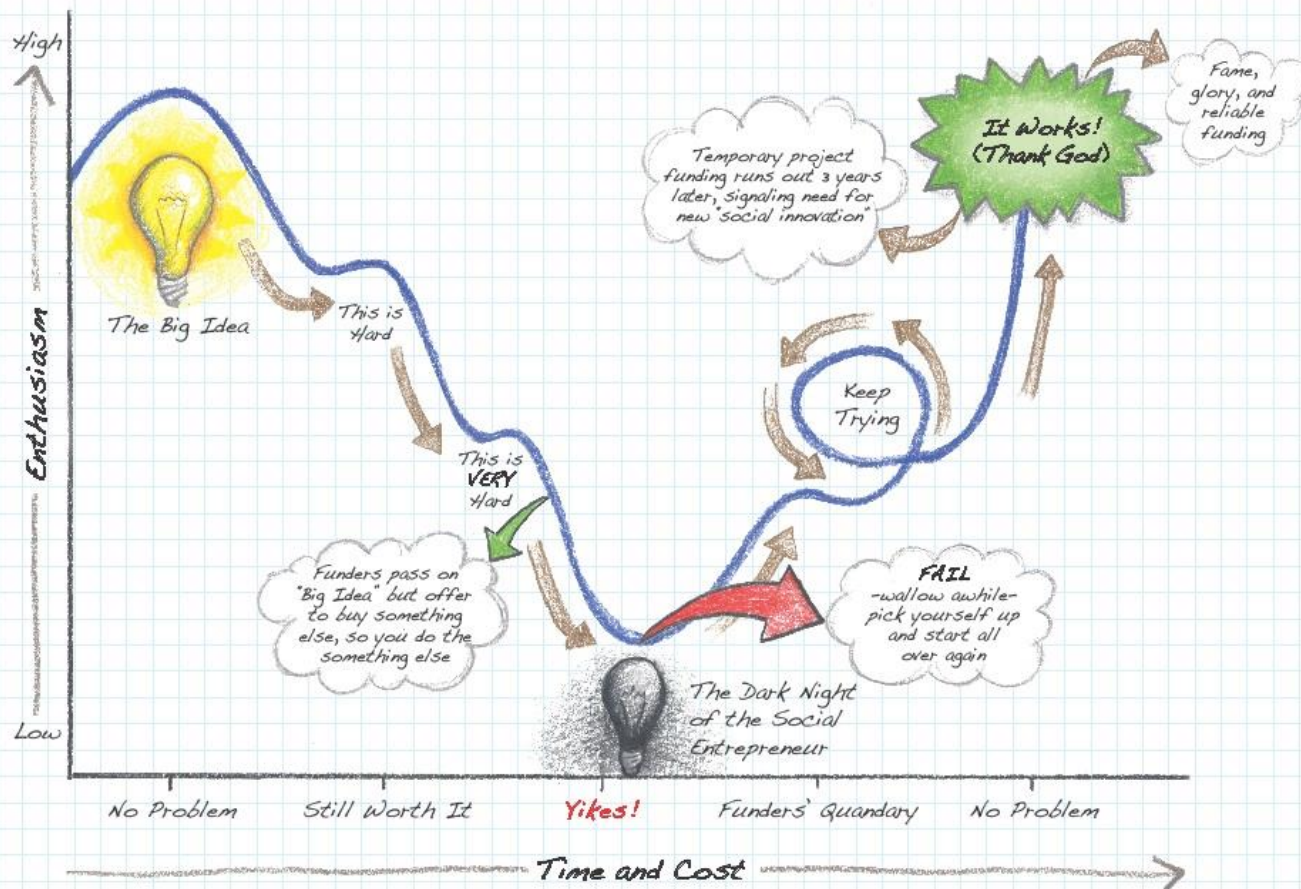 High
Enthusiasm
Low
The Big Idea
This is
Hard
This is
VERY
Hard
Funders pass on
"Big Idea" but offer
to buy something
else, so you do the
something else
The Dark Night
of the Social
Entrepreneur
FAIL
-wallow awhile-
pick yourself up
and start all
over again
Keep
Trying
Temporary project
funding runs out 3 years
later, signaling need for
new "social innovation"
It Works!
(Thank God)
Fame,
glory, and
reliable
funding
No Problem
Still Worth It
Yikes!
Funders' Quandary
No Problem
Time and Cost